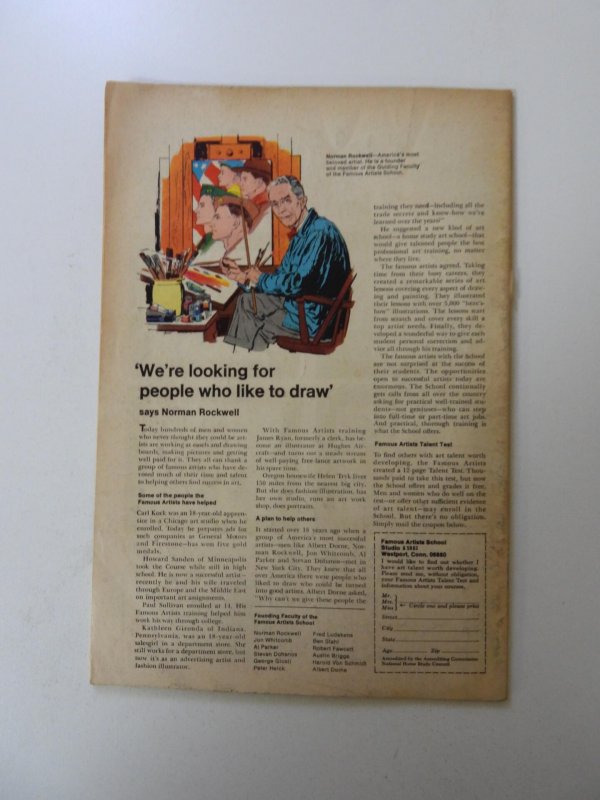 Norman Rockwell—America's most
beloved artist. He is a founder
and member of the Guiding Faculty
of the Famous Artists School.
'We're looking for
people who like to draw'
says Norman Rockwell
Today hundreds of men and women
who never thought they could be art-
ists are working at easels and drawing
boards, making pictures and getting
well paid for it. They all can thank a
group of famous artists who have de-
voted much of their time and talent
to helping others find success in art.
Some of the people the
Famous Artists have helped
Carl Kock was an 18-year-old appren-
tice in a Chicago art studio when he
enrolled. Today he prepares ads for
such companies as General Motors
and Firestone—has won five gold
medals.
Howard Sanden of Minneapolis
took the Course while still in high
school. He is now a successful artist—
recently he and his wife traveled
through Europe and the Middle East
on important art assignments.
Paul Sullivan enrolled at 14. His
Famous Artists training helped him
work his way through college.
Kathleen Gironda of Indiana,
Pennsylvania, was an 18-year-old
salesgirl in a department store. She
still works for a department store, but
now it's as an advertising artist and
fashion illustrator.
With Famous Artists training
James Ryan, formerly a clerk, has be-
come an illustrator at Hughes Air-
craft—and turns out a steady stream
of well-paying free-lance artwork in
his spare time.
Oregon housewife Helen Tryk lives
150 miles from the nearest big city.
But she does fashion illustration, has
her own studio, runs an art work
shop, does portraits.
A plan to help others
It started over 18 years ago when a
group of America's most successful
artists—men like Albert Dorne, Nor-
man Rockwell, Jon Whitcomb, Al
Parker and Stevan Dohanos—met in
New York City. They knew that all
over America there were people who
liked to draw who could be turned
into good artists. Albert Dorne asked,
"Why can't we give these people the
Founding Faculty of the
Famous Artists School
Norman Rockwell
Jon Whitcomb
Al Parker
Stevan Dohanos
George Giusti
Peter Helck
Fred Ludekens
Ben Stahl
Robert Fawcett
Austin Briggs
Harold Von Schmidt
Albert Dorne
training they need—including all the
trade secrets and know-how we've
learned over the years?"
He suggested a new kind of art
school—a home study art school—that
would give talented people the best
professional art training, no matter
where they live.
The famous artists agreed. Taking
time from their busy careers, they
created a remarkable series of art
lessons covering every aspect of draw-
ing and painting. They illustrated
their lessons with over 5,000 "here's-
how" illustrations. The lessons start
from scratch and cover every skill a
top artist needs. Finally, they de-
veloped a wonderful way to give each
student personal correction and ad-
vice all through his training.
The famous artists with the School
are not surprised at the success of
their students. The opportunities
open to successful artists today are
enormous. The School continually
gets calls from all over the country
asking for practical well-trained stu-
dents—not geniuses—who can step
into full-time or part-time art jobs.
And practical, thorough training is
what the School offers.
Famous Artists Talent Test
To find others with art talent worth
developing, the Famous Artists
created a 12-page Talent Test. Thou-
sands paid to take this test, but now
the School offers and grades it free.
Men and women who do well on the
test—or offer other sufficient evidence
of art talent—may enroll in the
School. But there's no obligation.
Simply mail the coupon below.
Famous Artists School
Studio
Westport, Conn. 06880
I would like to find out whether I
have art talent worth developing.
Please send me, without obligation,
your Famous Artists Talent Test and
information about your courses.
Mr.
Mrs.
Miss
Circle one and please print
Street
City
State
Age Zip
Accredited by the Accrediting Commission
National Home Study Council